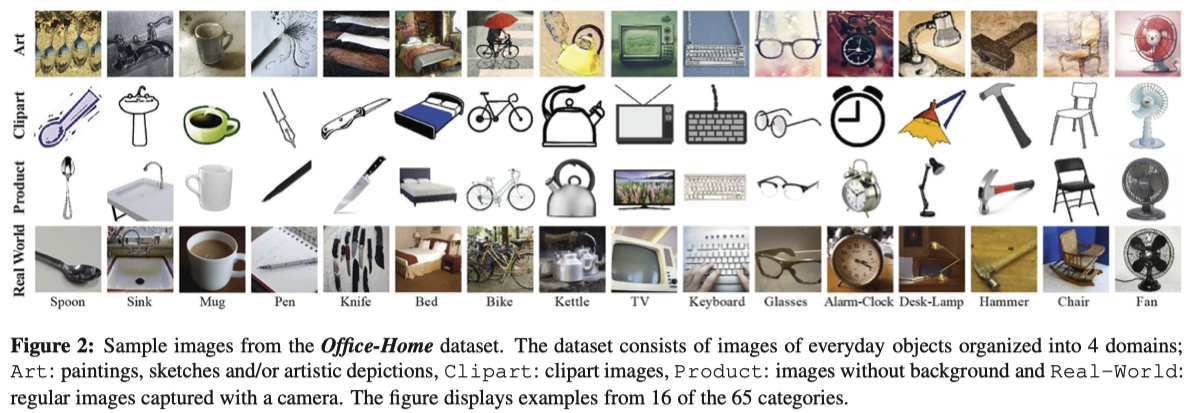 Art
Clipart
Product
Real World
Spoon Sink Mug Pen Knife Bed Bike Kettle TV Keyboard Glasses Alarm-Clock Desk-Lamp Hammer Chair Fan
Figure 2: Sample images from the Office-Home dataset. The dataset consists of images of everyday objects organized into 4 domains;
Art: paintings, sketches and/or artistic depictions, Clipart: clipart images, Product: images without background and Real-World:
regular images captured with a camera. The figure displays examples from 16 of the 65 categories.